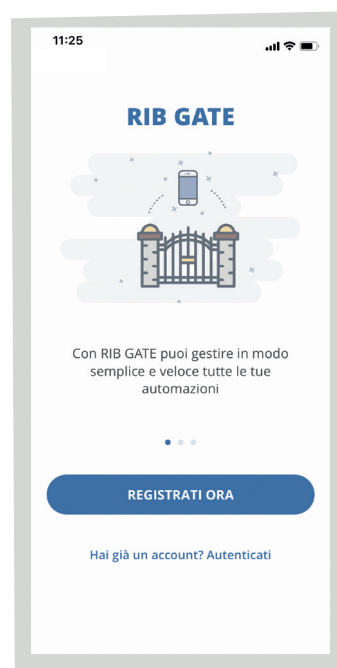 11:25
RIB GATE
Con RIB GATE puoi gestire in modo
semplice e veloce tutte le tue
automazioni
REGISTRATI ORA
Hai già un account? Autenticati